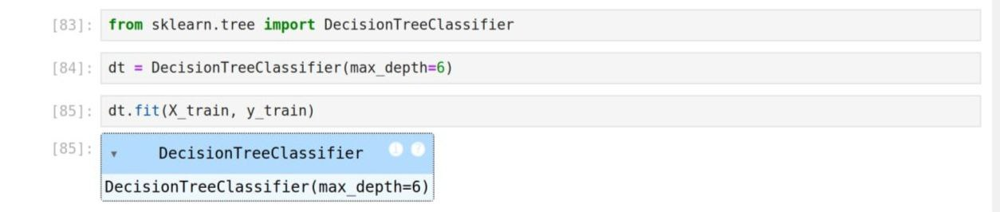 [83]: from sklearn.tree import DecisionTreeClassifier
[84]: dt = DecisionTreeClassifier(max_depth=6)
[85]: dt.fit(X_train, y_train)
[85]: ▾ DecisionTreeClassifier i ?
DecisionTreeClassifier(max_depth=6)